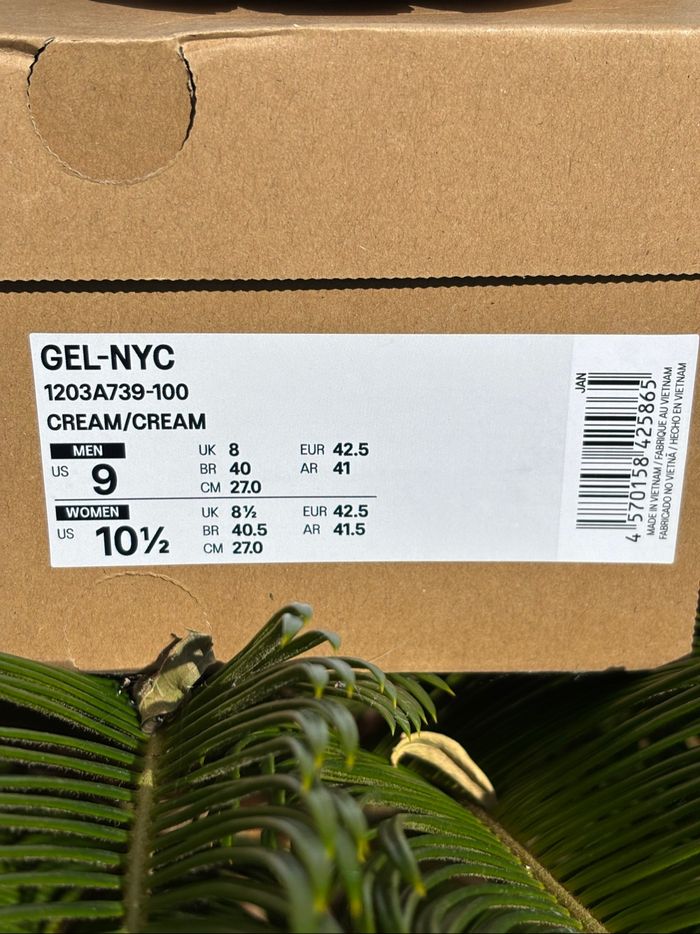 GEL-NYC
1203A739-100
CREAM/CREAM
MEN
US 9
UK 8 EUR 42.5
BR 40 AR 41
CM 27.0
WOMEN
US 10½
UK 8½ EUR 42.5
BR 40.5 AR 41.5
CM 27.0
JAN
4 570158 425865
MADE IN VIETNAM / FABRIQUE AU VIETNAM
FABRICADO NO VIETNÃ / HECHO EN VIETNAM